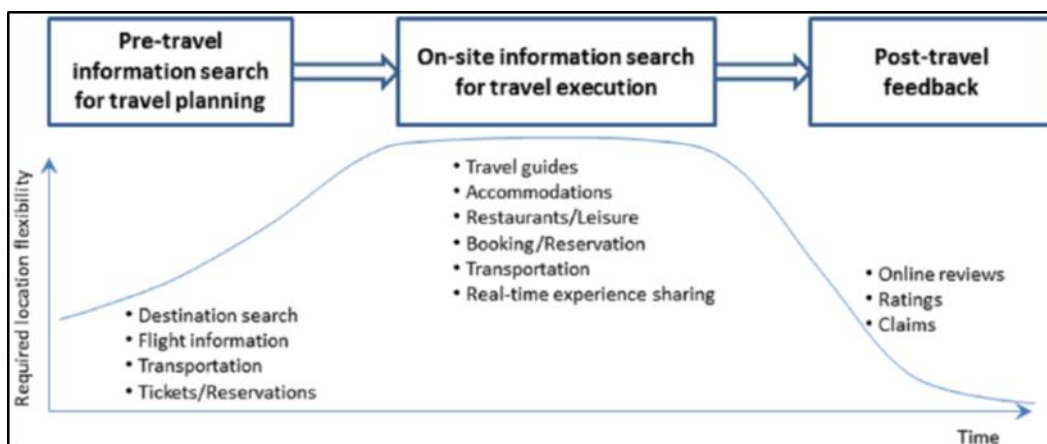 Pre-travel
information search
for travel planning
On-site information search
for travel execution
Post-travel
feedback
Required location flexibility
• Travel guides
• Accommodations
• Restaurants/Leisure
• Booking/Reservation
• Transportation
• Real-time experience sharing
• Destination search
• Flight information
• Transportation
• Tickets/Reservations
• Online reviews
• Ratings
• Claims
Time